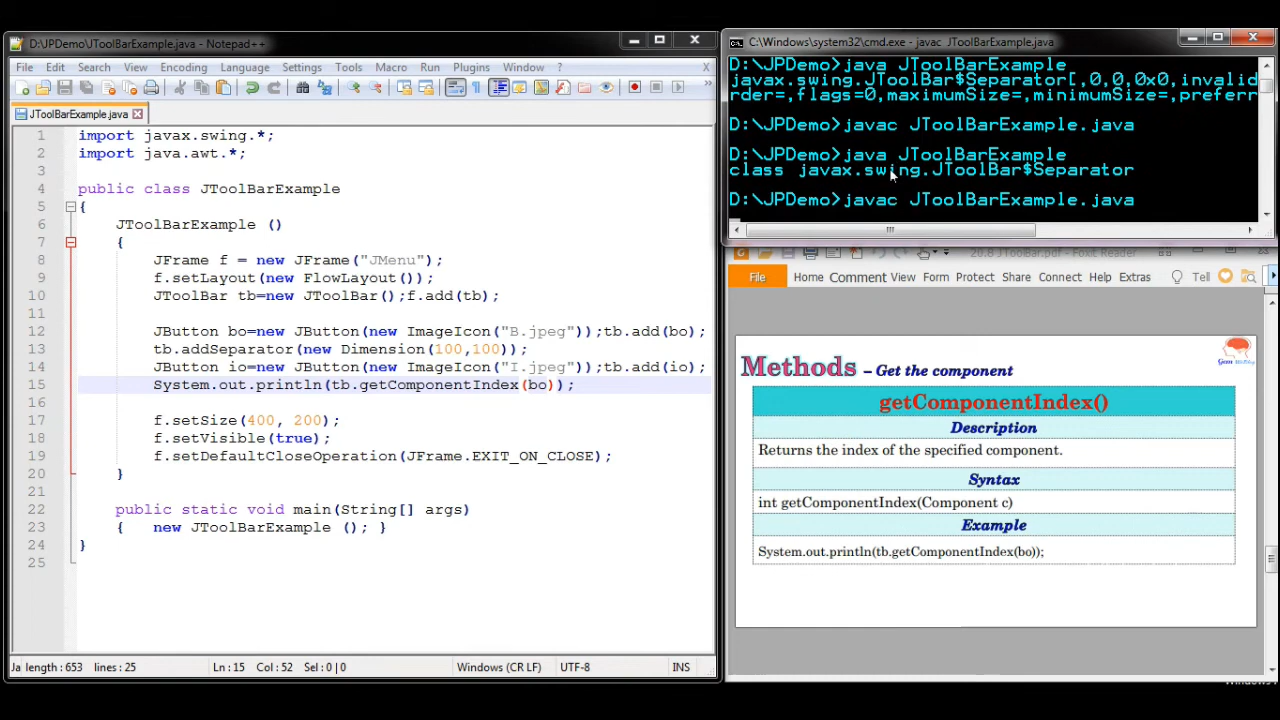 D:\JPDemo\JToolBarExample.java - Notepad++
File Edit Search View Encoding Language Settings Tools Macro Run Plugins Window X
JToolBarExample.java
1 import javax.swing.*;
2 import java.awt.*;
3
4 public class JToolBarExample
5 {
6 JToolBarExample ()
7 {
8 JFrame f = new JFrame("JMenu");
9 f.setLayout(new FlowLayout());
10 JToolBar tb=new JToolBar();f.add(tb);
11
12 JButton bo=new JButton(new ImageIcon("B.jpeg"));tb.add(bo);
13 tb.addSeparator(new Dimension(100,100));
14 JButton io=new JButton(new ImageIcon("I.jpeg"));tb.add(io);
15 System.out.println(tb.getComponentIndex(bo));
16
17 f.setSize(400, 200);
18 f.setVisible(true);
19 f.setDefaultCloseOperation(JFrame.EXIT_ON_CLOSE);
20 }
21
22 public static void main(String[] args)
23 { new JToolBarExample (); }
24 }
25
Ja length : 653 lines : 25 Ln : 15 Col : 52 Sel : 0 | 0 Windows (CR LF) UTF-8 INS
C:\Windows\system32\cmd.exe - javac JToolBarExample.java
D:\JPDemo>java JToolBarExample
javax.swing.JToolBar$Separator[,0,0,0x0,invalid
rder=,flags=0,maximumSize=,minimumSize=,preferr
D:\JPDemo>javac JToolBarExample.java
D:\JPDemo>java JToolBarExample
class javax.swing.JToolBar$Separator
D:\JPDemo>javac JToolBarExample.java
20.8 JToolBar.pdf - Foxit Reader
File Home Comment View Form Protect Share Connect Help Extras Tell
Methods – Get the component
getComponentIndex()
Description
Returns the index of the specified component.
Syntax
int getComponentIndex(Component c)
Example
System.out.println(tb.getComponentIndex(bo));